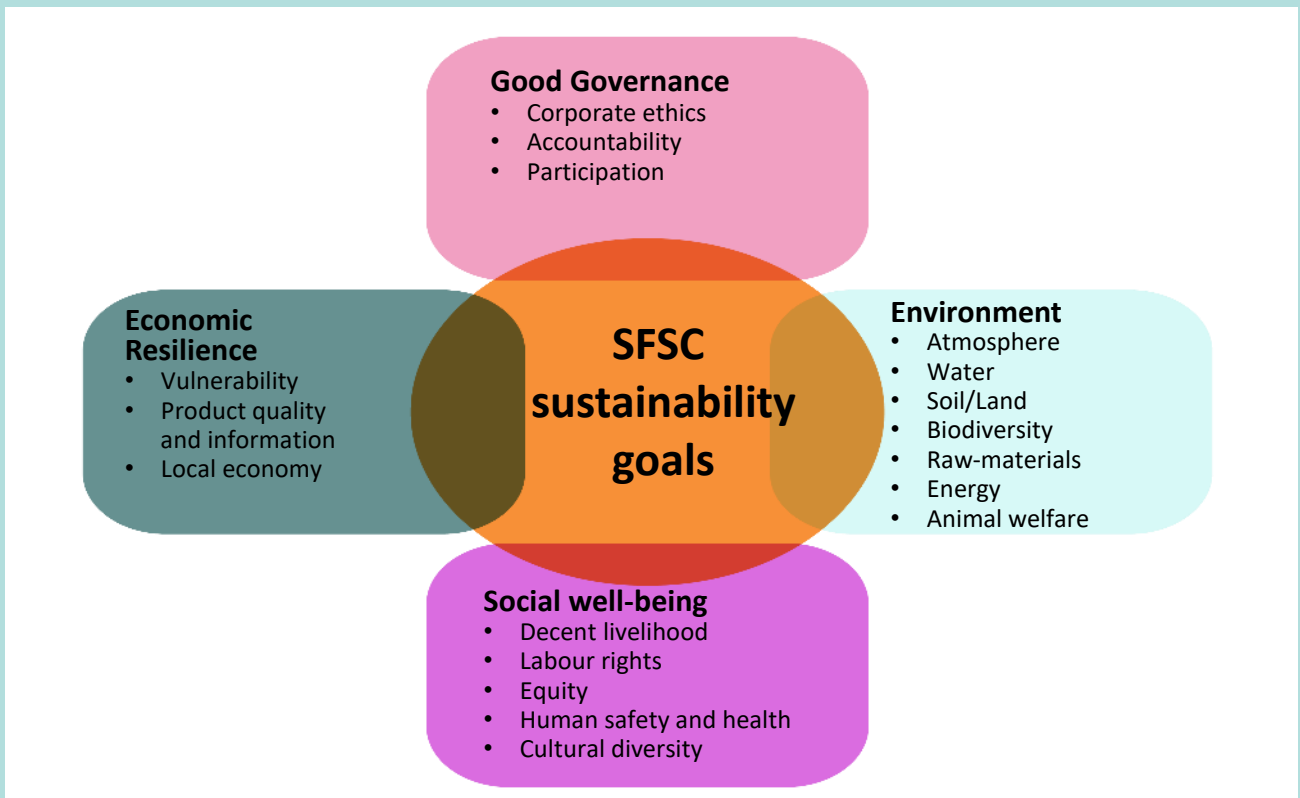 Good Governance
• Corporate ethics
• Accountability
• Participation
Economic
Resilience
• Vulnerability
• Product quality
and information
• Local economy
SFSC
sustainability
goals
Environment
• Atmosphere
• Water
• Soil/Land
• Biodiversity
• Raw-materials
• Energy
• Animal welfare
Social well-being
• Decent livelihood
• Labour rights
• Equity
• Human safety and health
• Cultural diversity